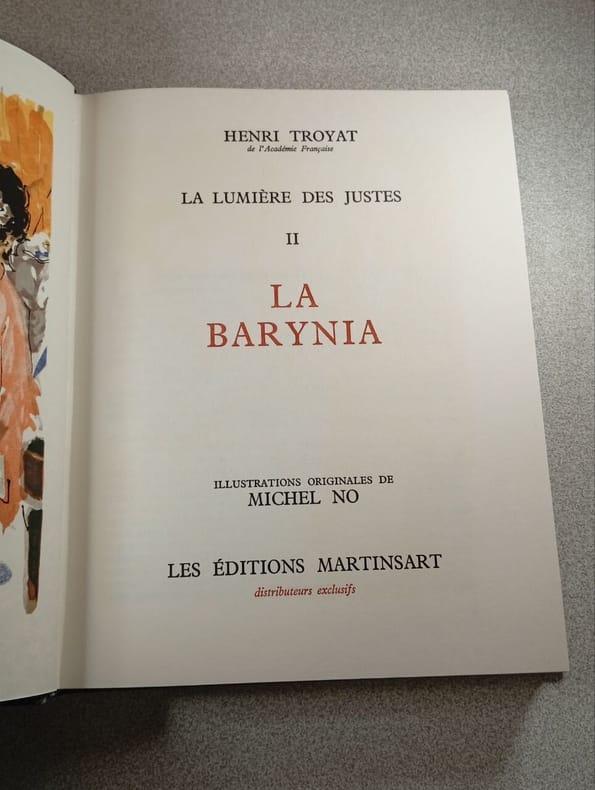 HENRI TROYAT
de l'Académie Française
LA LUMIÈRE DES JUSTES
II
LA
BARYNIA
ILLUSTRATIONS ORIGINALES DE
MICHEL NO
LES ÉDITIONS MARTINSART
distributeurs exclusifs